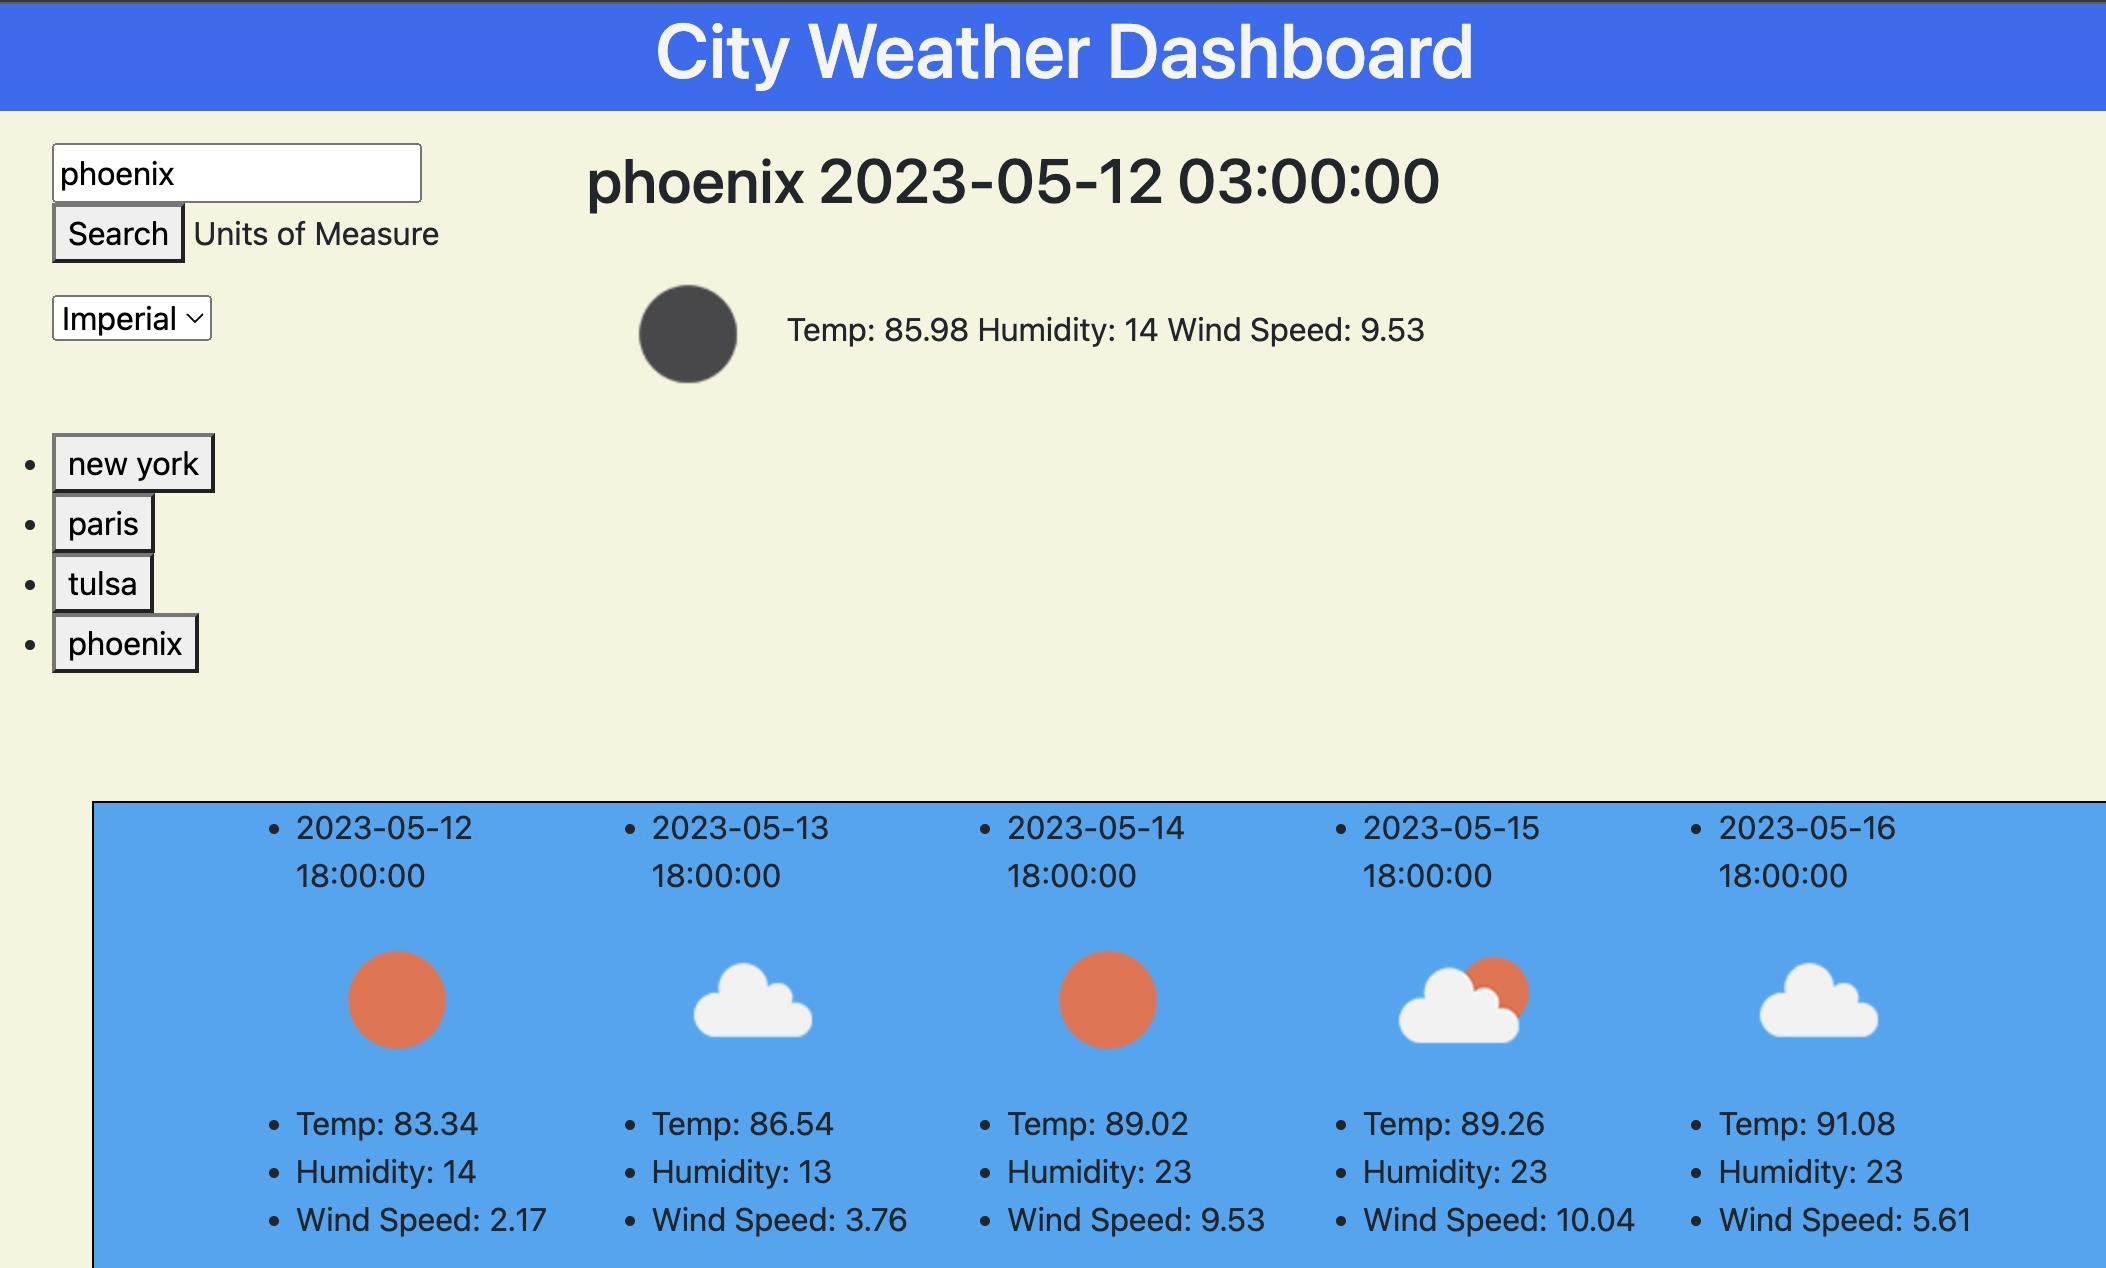 City Weather Dashboard
phoenix
Search Units of Measure
Imperial
phoenix 2023-05-12 03:00:00
Temp: 85.98 Humidity: 14 Wind Speed: 9.53
new york
paris
tulsa
phoenix
2023-05-12
18:00:00
Temp: 83.34
Humidity: 14
Wind Speed: 2.17
2023-05-13
18:00:00
Temp: 86.54
Humidity: 13
Wind Speed: 3.76
2023-05-14
18:00:00
Temp: 89.02
Humidity: 23
Wind Speed: 9.53
2023-05-15
18:00:00
Temp: 89.26
Humidity: 23
Wind Speed: 10.04
2023-05-16
18:00:00
Temp: 91.08
Humidity: 23
Wind Speed: 5.61